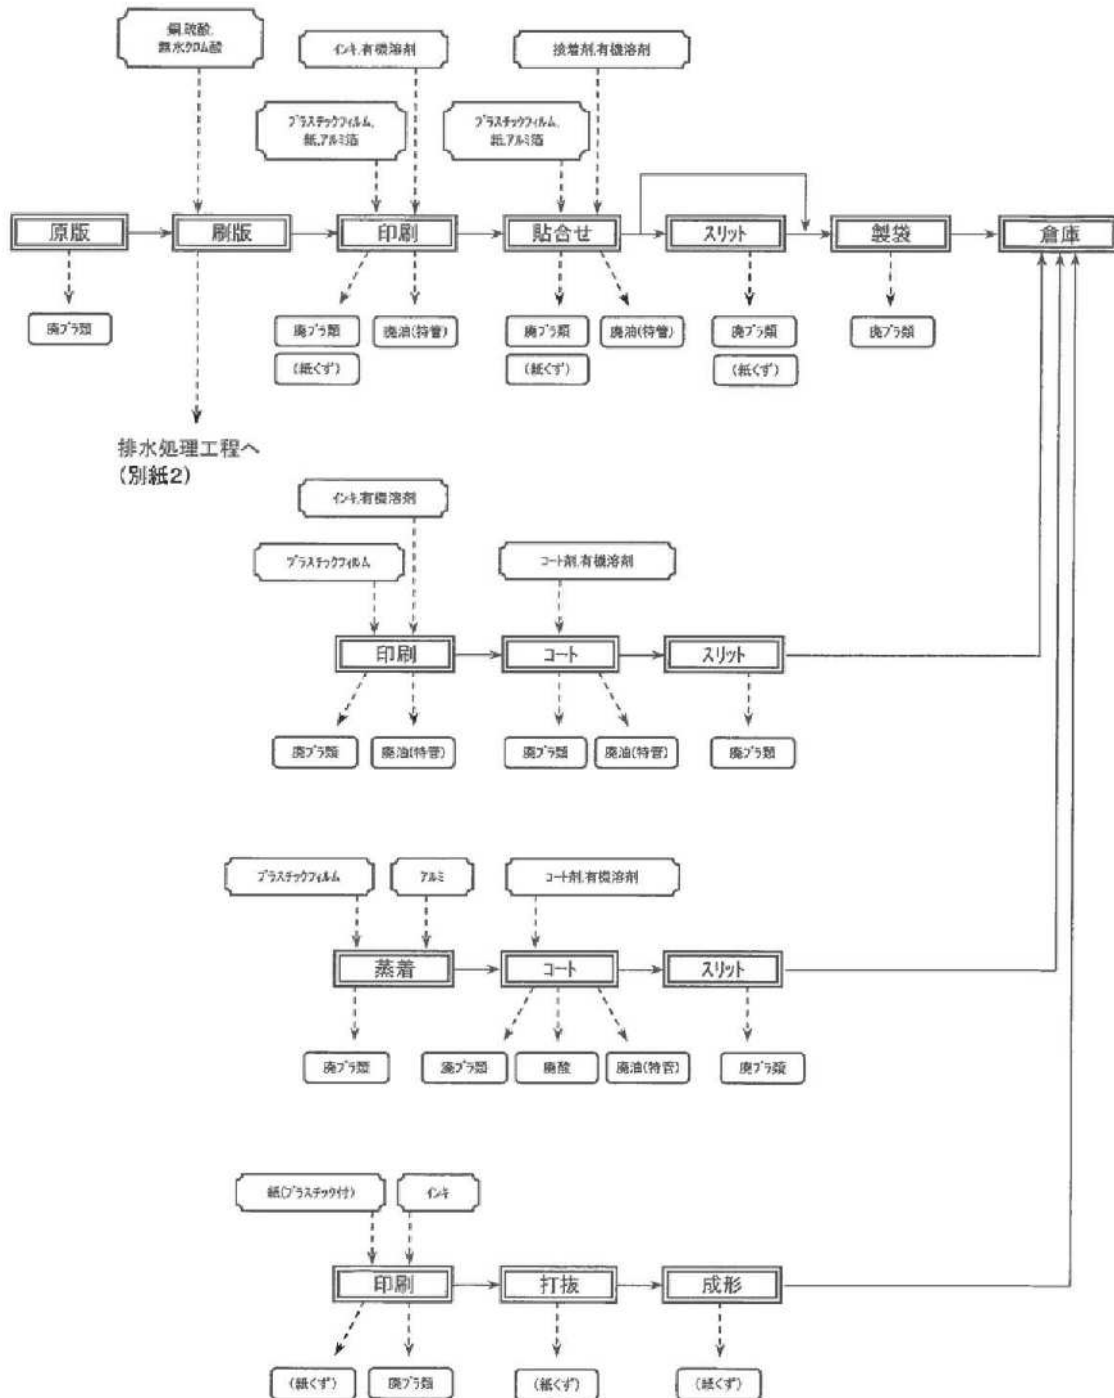 銅,硫酸,
無水クロム酸
インキ,有機溶剤
接着剤,有機溶剤
プラスチックフィルム,
紙,アルミ箔
プラスチックフィルム,
紙,アルミ箔
原版
刷版
印刷
貼合せ
スリット
製袋
倉庫
廃プラ類
廃プラ類
廃油(特管)
廃プラ類
廃油(特管)
廃プラ類
廃プラ類
(紙くず)
(紙くず)
(紙くず)
排水処理工程へ
(別紙2)
インキ,有機溶剤
プラスチックフィルム
コート剤,有機溶剤
印刷
コート
スリット
廃プラ類
廃油(特管)
廃プラ類
廃油(特管)
廃プラ類
プラスチックフィルム
アルミ
コート剤,有機溶剤
蒸着
コート
スリット
廃プラ類
廃プラ類
廃酸
廃油(特管)
廃プラ類
紙(プラスチック付)
インキ
印刷
打抜
成形
(紙くず)
廃プラ類
(紙くず)
(紙くず)